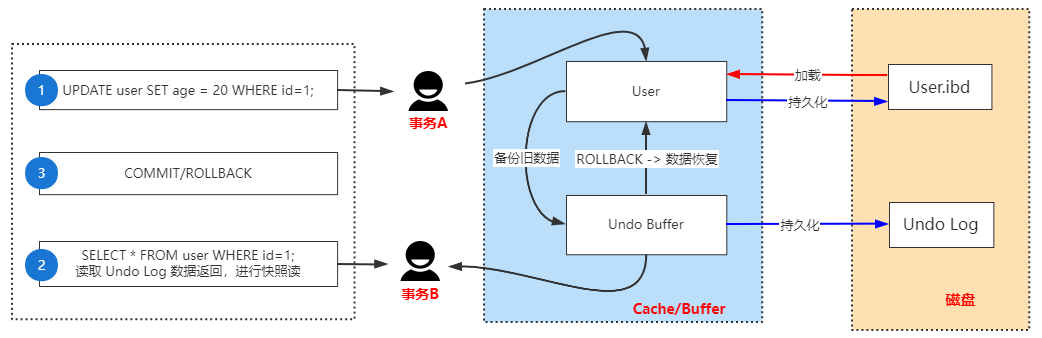 1
UPDATE user SET age = 20 WHERE id=1;
3
COMMIT/ROLLBACK
2
SELECT * FROM user WHERE id=1;
读取 Undo Log 数据返回，进行快照读
事务A
事务B
User
备份旧数据
ROLLBACK -> 数据恢复
Undo Buffer
Cache/Buffer
加载
持久化
持久化
User.ibd
Undo Log
磁盘